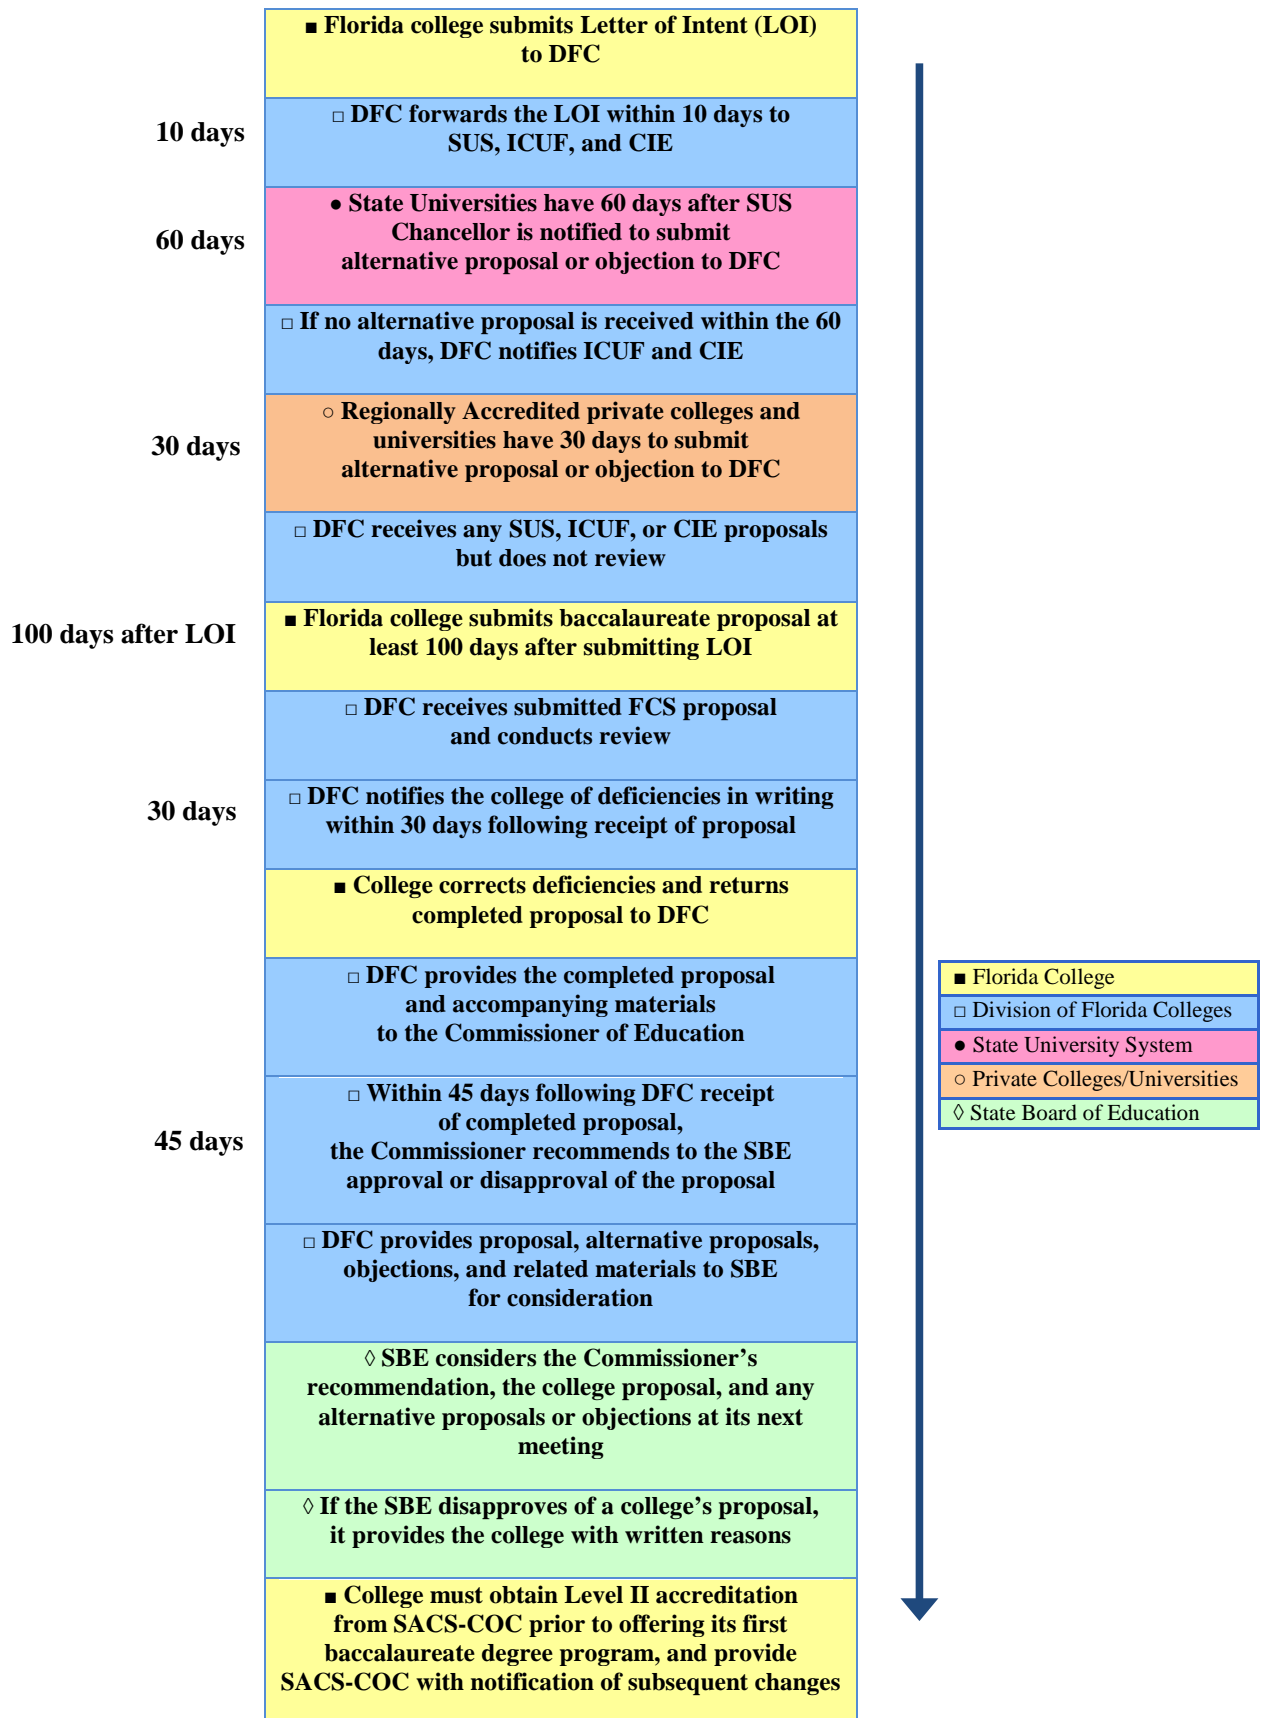 ■ Florida college submits Letter of Intent (LOI)
to DFC
10 days
□ DFC forwards the LOI within 10 days to
SUS, ICUF, and CIE
60 days
● State Universities have 60 days after SUS
Chancellor is notified to submit
alternative proposal or objection to DFC
□ If no alternative proposal is received within the 60
days, DFC notifies ICUF and CIE
30 days
○ Regionally Accredited private colleges and
universities have 30 days to submit
alternative proposal or objection to DFC
□ DFC receives any SUS, ICUF, or CIE proposals
but does not review
100 days after LOI
■ Florida college submits baccalaureate proposal at
least 100 days after submitting LOI
□ DFC receives submitted FCS proposal
and conducts review
30 days
□ DFC notifies the college of deficiencies in writing
within 30 days following receipt of proposal
■ College corrects deficiencies and returns
completed proposal to DFC
□ DFC provides the completed proposal
and accompanying materials
to the Commissioner of Education
45 days
□ Within 45 days following DFC receipt
of completed proposal,
the Commissioner recommends to the SBE
approval or disapproval of the proposal
□ DFC provides proposal, alternative proposals,
objections, and related materials to SBE
for consideration
◊ SBE considers the Commissioner’s
recommendation, the college proposal, and any
alternative proposals or objections at its next
meeting
◊ If the SBE disapproves of a college’s proposal,
it provides the college with written reasons
■ College must obtain Level II accreditation
from SACS-COC prior to offering its first
baccalaureate degree program, and provide
SACS-COC with notification of subsequent changes
■ Florida College
□ Division of Florida Colleges
● State University System
○ Private Colleges/Universities
◊ State Board of Education